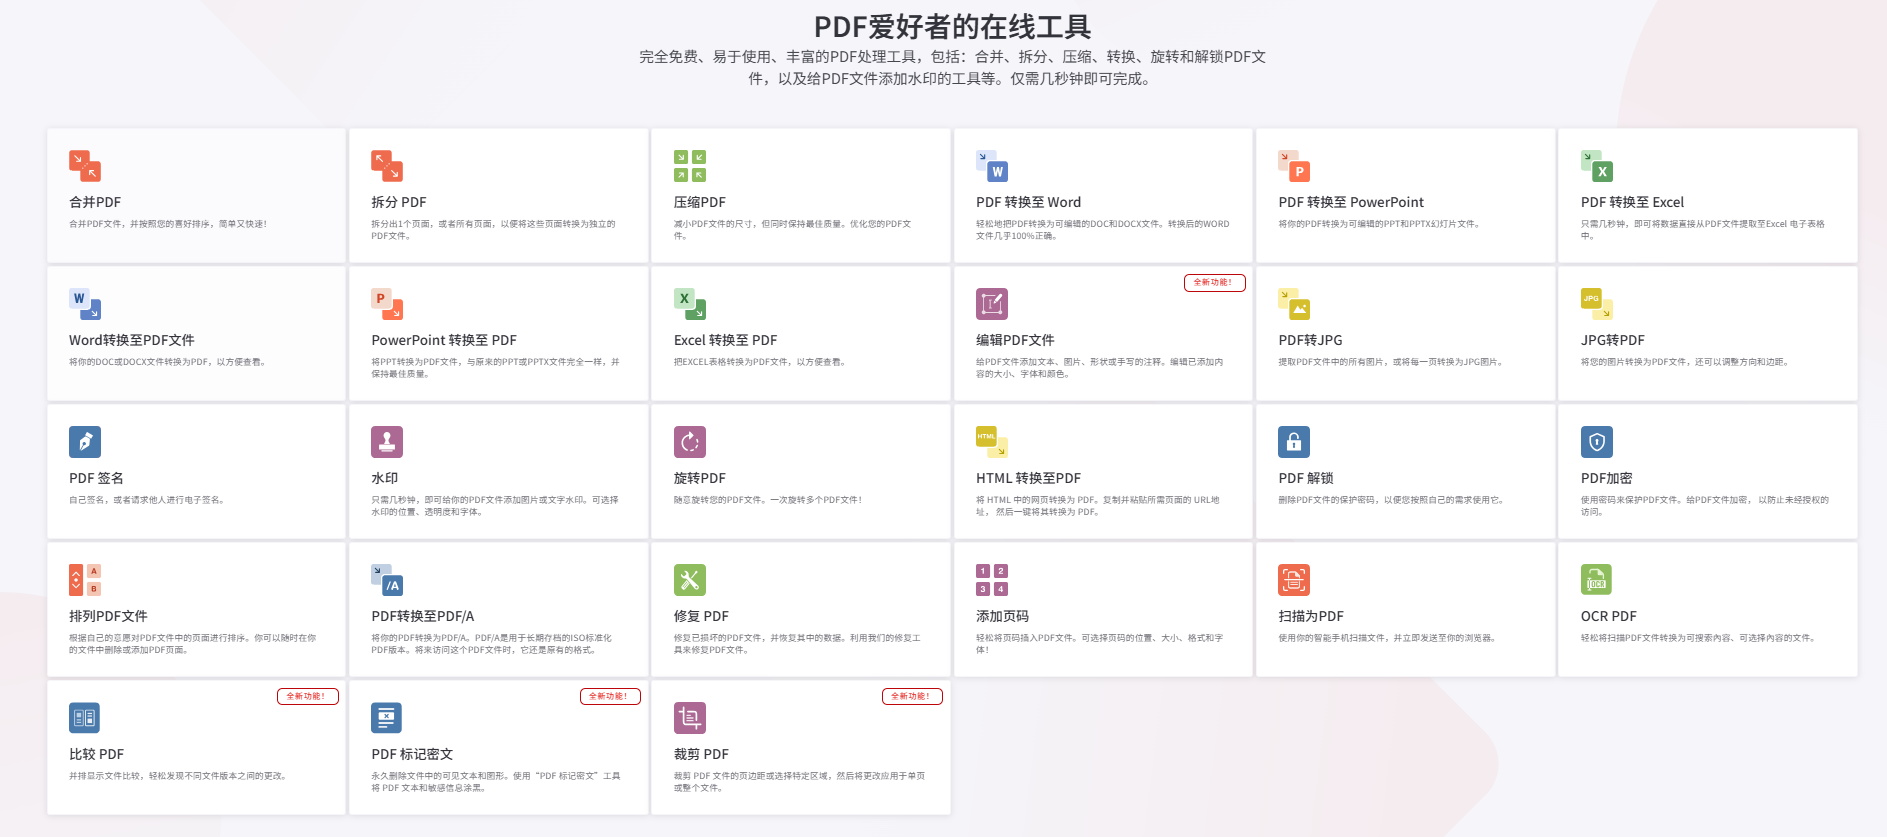 PDF爱好者的在线工具
完全免费、易于使用、丰富的PDF处理工具，包括：合并、拆分、压缩、转换、旋转和解锁PDF文
件，以及给PDF文件添加水印的工具等。仅需几秒钟即可完成。
合并PDF
合并PDF文件，并按照您的喜好排序，简单又快速！
拆分 PDF
拆分出1个页面，或者所有页面，以便将这些页面转换为独立的
PDF文件。
压缩PDF
减小PDF文件的尺寸，但同时保持最佳质量。优化您的PDF文
件。
W
PDF 转换至 Word
轻松地把PDF转换为可编辑的DOC和DOCX文件。转换后的WORD
文件几乎100%正确。
P
PDF 转换至 PowerPoint
将你的PDF转换为可编辑的PPT和PPTX幻灯片文件。
X
PDF 转换至 Excel
只需几秒钟，即可将数据直接从PDF文件提取至Excel 电子表格
中。
W
Word转换至PDF文件
将你的DOC或DOCX文件转换为PDF，以方便查看。
P
PowerPoint 转换至 PDF
将PPT转换为PDF文件，与原来的PPT或PPTX文件完全一样，并
保持最佳质量。
X
Excel 转换至 PDF
把EXCEL表格转换为PDF文件，以方便查看。
全新功能！
编辑PDF文件
给PDF文件添加文本、图片、形状或手写的注释。编辑已添加内
容的大小、字体和颜色。
PDF转JPG
提取PDF文件中的所有图片，或将每一页转换为JPG图片。
JPG
JPG转PDF
将您的图片转换为PDF文件，还可以调整方向和边距。
PDF 签名
自己签名，或者请求他人进行电子签名。
水印
只需几秒钟，即可给你的PDF文件添加图片或文字水印。可选择
水印的位置、透明度和字体。
旋转PDF
随意旋转您的PDF文件。一次旋转多个PDF文件！
HTML
HTML 转换至PDF
将 HTML 中的网页转换为 PDF。复制并粘贴所需页面的 URL地
址， 然后一键将其转换为 PDF。
PDF 解锁
删除PDF文件的保护密码，以便您按照自己的需求使用它。
PDF加密
使用密码来保护PDF文件。给PDF文件加密， 以防止未经授权的
访问。
A
B
排列PDF文件
根据自己的意愿对PDF文件中的页面进行排序。你可以随时在你
的文件中删除或添加PDF页面。
/A
PDF转换至PDF/A
将你的PDF转换为PDF/A。PDF/A是用于长期存档的ISO标准化
PDF版本。将来访问这个PDF文件时，它还是原有的格式。
修复 PDF
修复已损坏的PDF文件，并恢复其中的数据。利用我们的修复工
具来修复PDF文件。
1 2
3 4
添加页码
轻松将页码插入PDF文件。可选择页码的位置、大小、格式和字
体！
扫描为PDF
使用你的智能手机扫描文件，并立即发送至你的浏览器。
OCR
OCR PDF
轻松将扫描PDF文件转换为可搜索内容、可选择内容的文件。
全新功能！
比较 PDF
并排显示文件比较，轻松发现不同文件版本之间的更改。
全新功能！
PDF 标记密文
永久删除文件中的可见文本和图形。使用“PDF 标记密文”工具
将 PDF 文本和敏感信息涂黑。
全新功能！
裁剪 PDF
裁剪 PDF 文件的页边距或选择特定区域，然后将更改应用于单页
或整个文件。